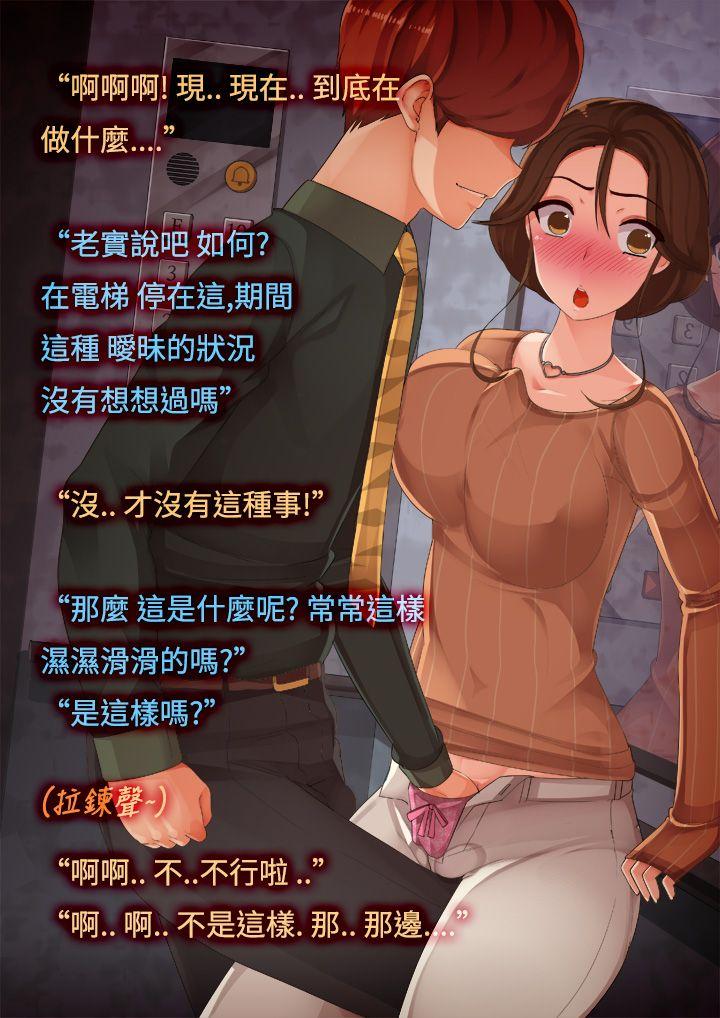 “啊啊啊! 現.. 現在.. 到底在
做什麼....”
“老實說吧 如何?
在電梯 停在這,期間
這種 曖昧的狀況
沒有想想過嗎”
“沒.. 才沒有這種事!”
“那麼 這是什麼呢? 常常這樣
濕濕滑滑的嗎?”
“是這樣嗎?”
(拉鍊聲~)
“啊啊.. 不..不行啦 ..”
“啊.. 啊.. 不是這樣. 那.. 那邊....”